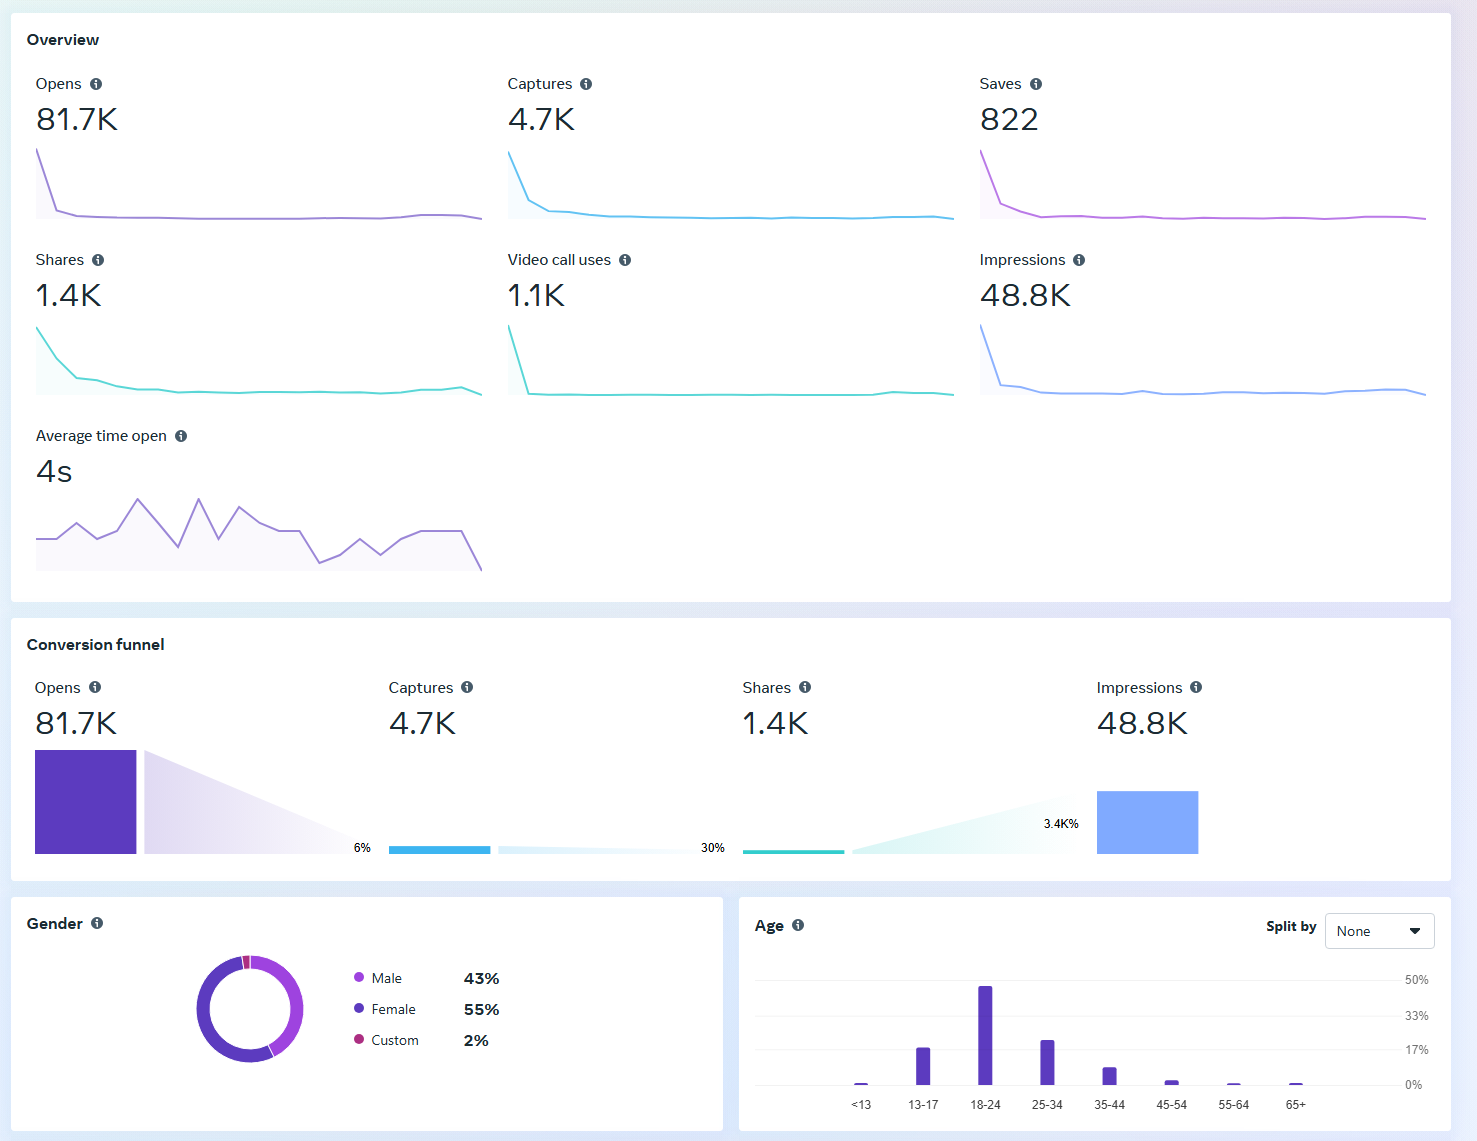 Overview
Opens
81.7K
Captures
4.7K
Saves
822
Shares
1.4K
Video call uses
1.1K
Impressions
48.8K
Average time open
4s
Conversion funnel
Opens
81.7K
6%
Captures
4.7K
30%
Shares
1.4K
3.4K%
Impressions
48.8K
Gender
Male 43%
Female 55%
Custom 2%
Age
Split by None
50%
33%
17%
0%
<13 13-17 18-24 25-34 35-44 45-54 55-64 65+